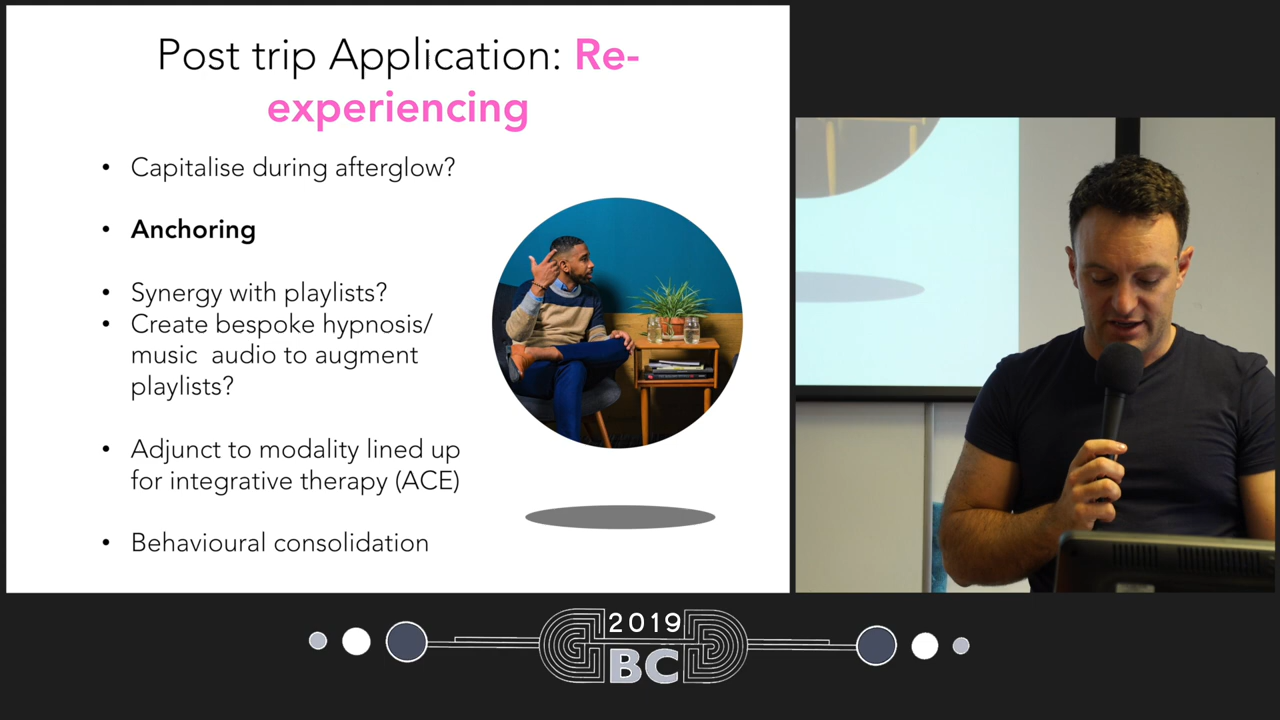 Post trip Application: Re-
experiencing
• Capitalise during afterglow?
• Anchoring
• Synergy with playlists?
• Create bespoke hypnosis/
music audio to augment
playlists?
• Adjunct to modality lined up
for integrative therapy (ACE)
• Behavioural consolidation
2019
BC